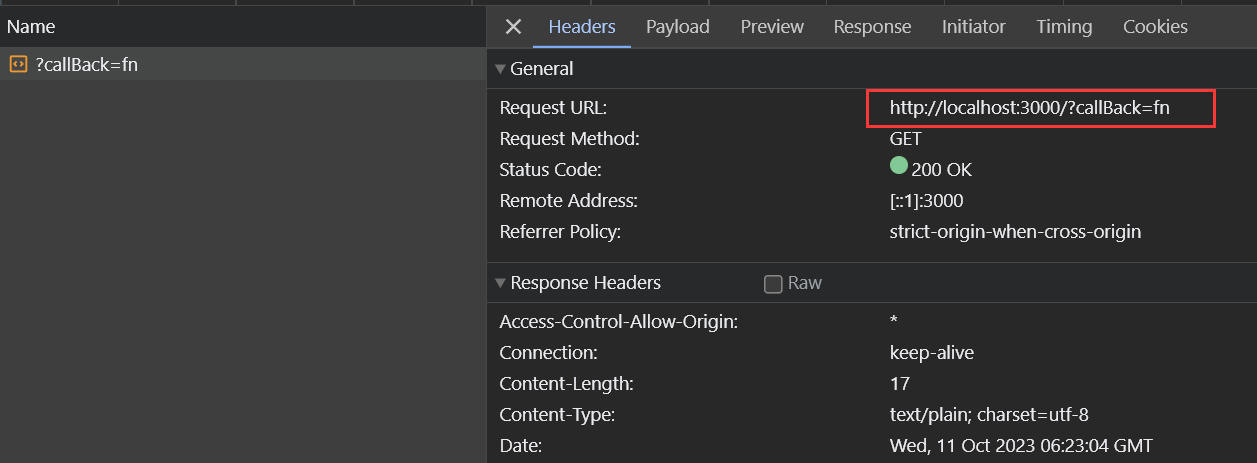 Name
Headers Payload Preview Response Initiator Timing Cookies
?callBack=fn
General
Request URL: http://localhost:3000/?callBack=fn
Request Method: GET
Status Code: 200 OK
Remote Address: [::1]:3000
Referrer Policy: strict-origin-when-cross-origin
Response Headers Raw
Access-Control-Allow-Origin: *
Connection: keep-alive
Content-Length: 17
Content-Type: text/plain; charset=utf-8
Date: Wed, 11 Oct 2023 06:23:04 GMT